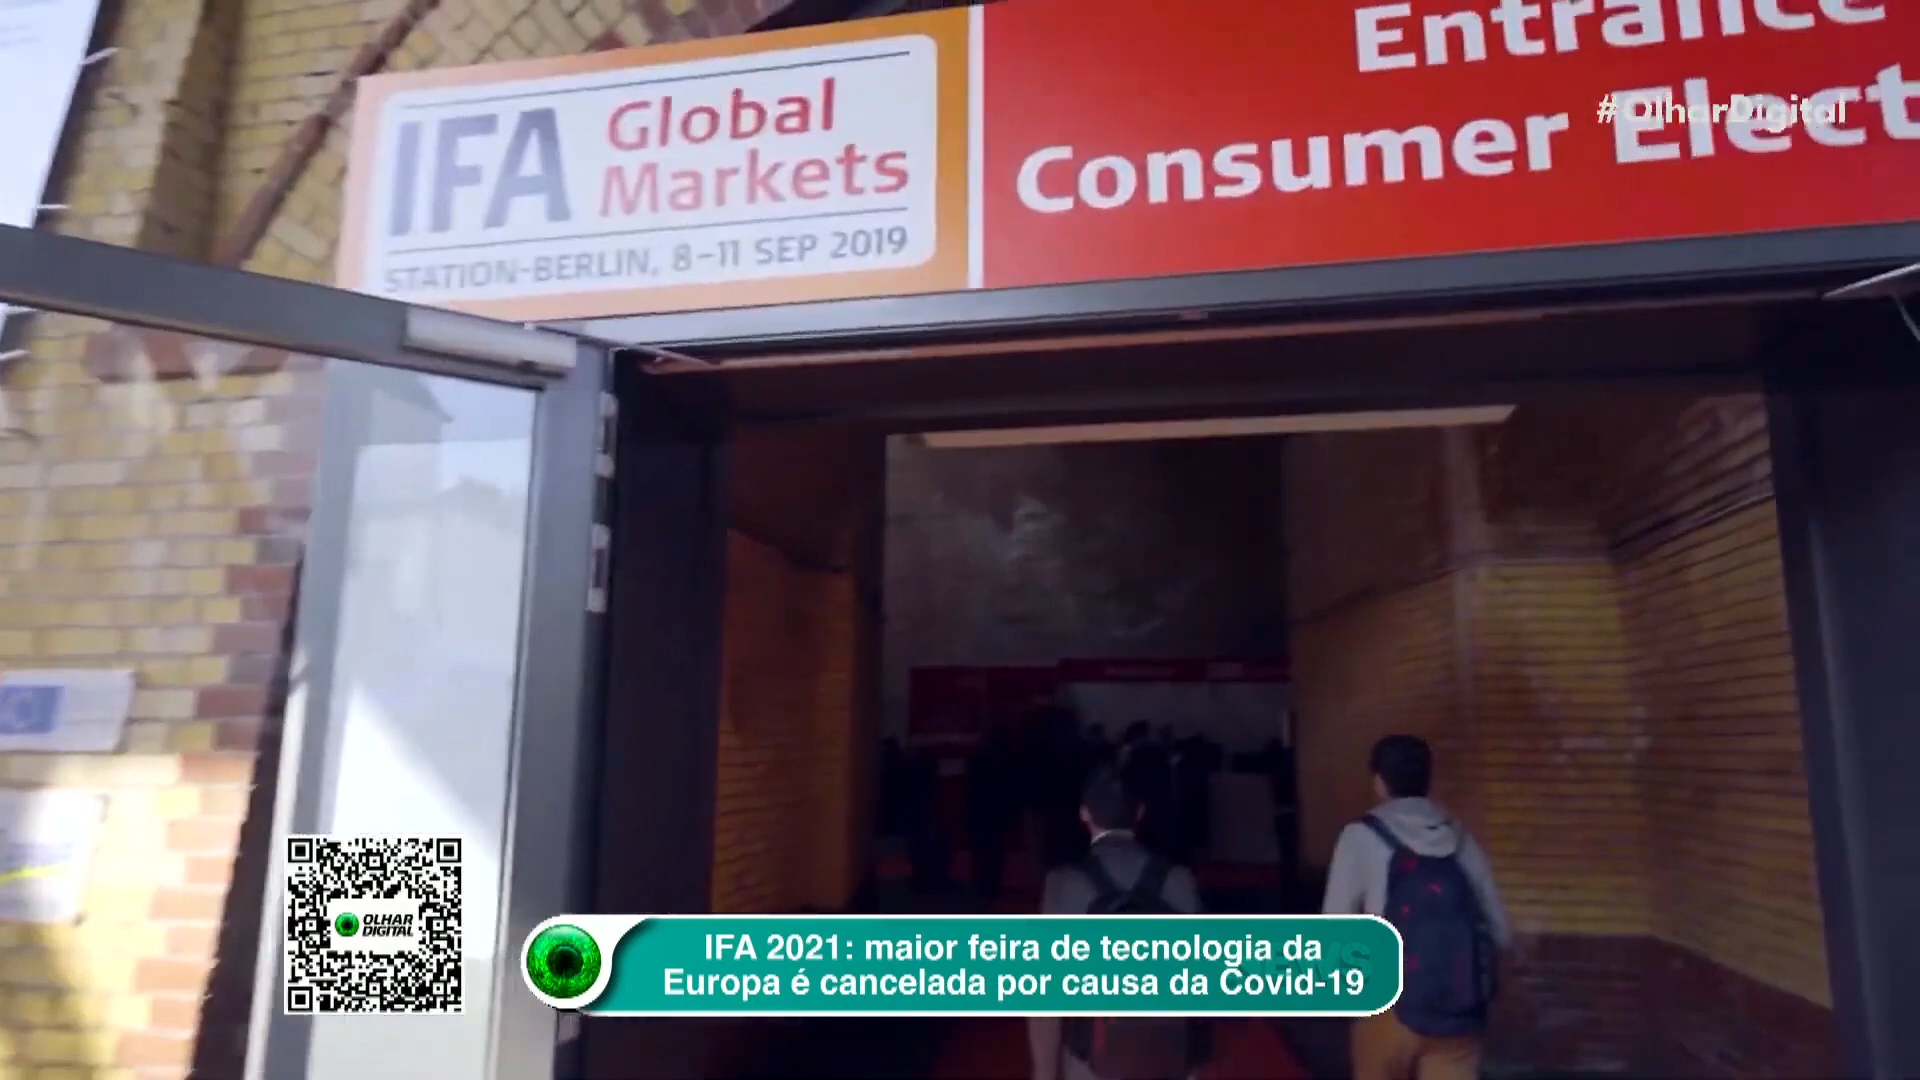 IFA Global
Markets
STATION-BERLIN, 8-11 SEP 2019
Entrance
Consumer Elect
#OlharDigital
OLHAR
DIGITAL
IFA 2021: maior feira de tecnologia da
Europa é cancelada por causa da Covid-19